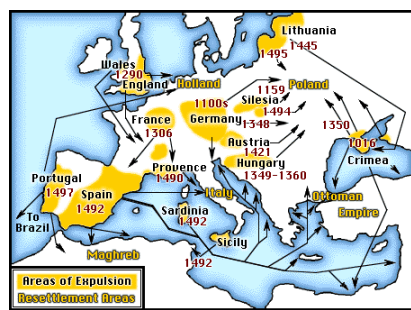 Lithuania
1495 1445
Wales
1290
England
Holland
1159
Poland
1100s
Silesia
1494
France
1306
Germany
1348
Austria
1421
Hungary
1349-1360
1350
1016
Crimea
Provence
1490
Portugal
149?
Spain
1492
Italy
Ottoman
Empire
Sardinia
1492
To
Brazil
Sicily
Maghreb
1492
Areas of Expulsion
Resettlement Areas